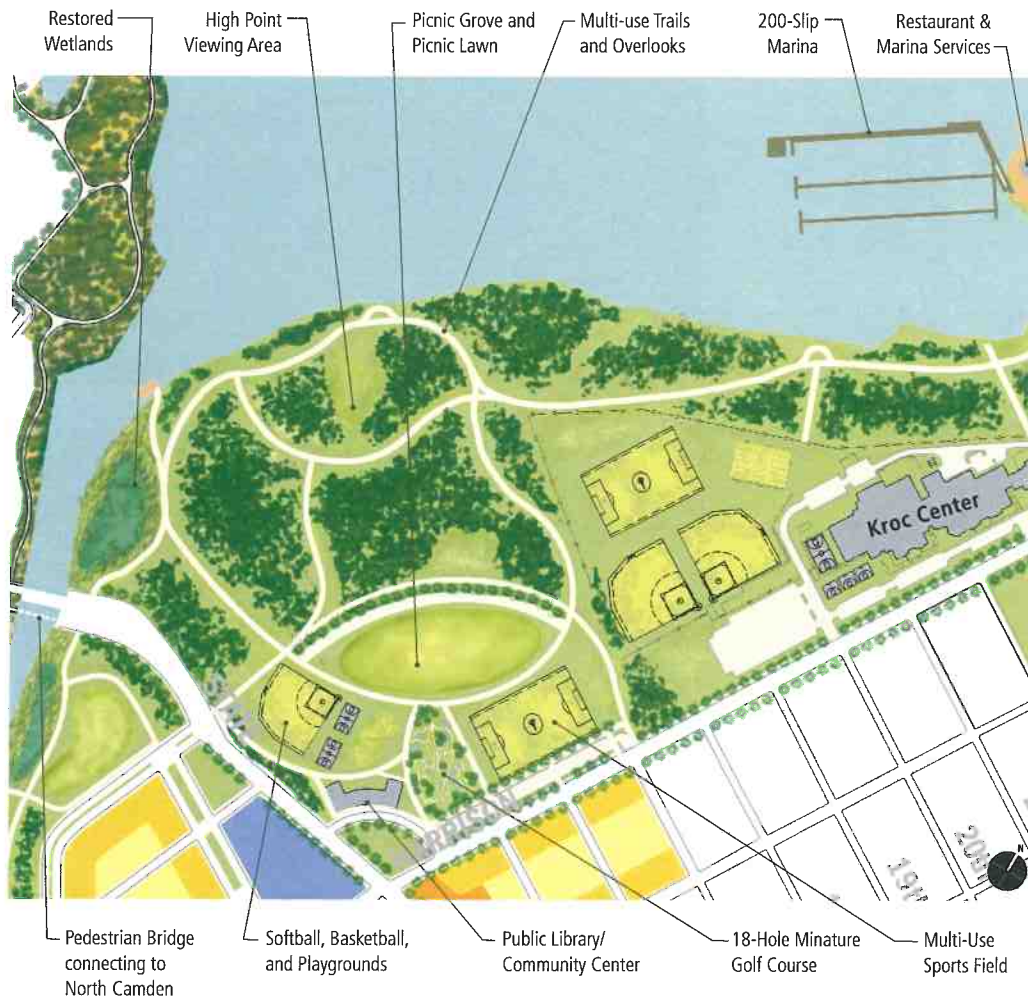 Restored
Wetlands
High Point
Viewing Area
Picnic Grove and
Picnic Lawn
Multi-use Trails
and Overlooks
200-Slip
Marina
Restaurant &
Marina Services
Kroc Center
N
Pedestrian Bridge
connecting to
North Camden
Softball, Basketball,
and Playgrounds
Public Library/
Community Center
18-Hole Minature
Golf Course
Multi-Use
Sports Field